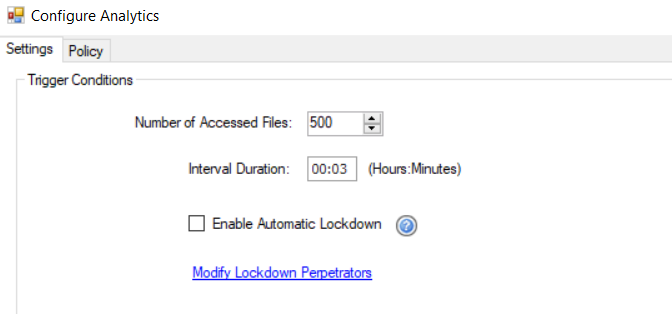 Configure Analytics
Settings Policy
Trigger Conditions
Number of Accessed Files: 500
Interval Duration: 00:03 (Hours:Minutes)
Enable Automatic Lockdown ?
Modify Lockdown Perpetrators